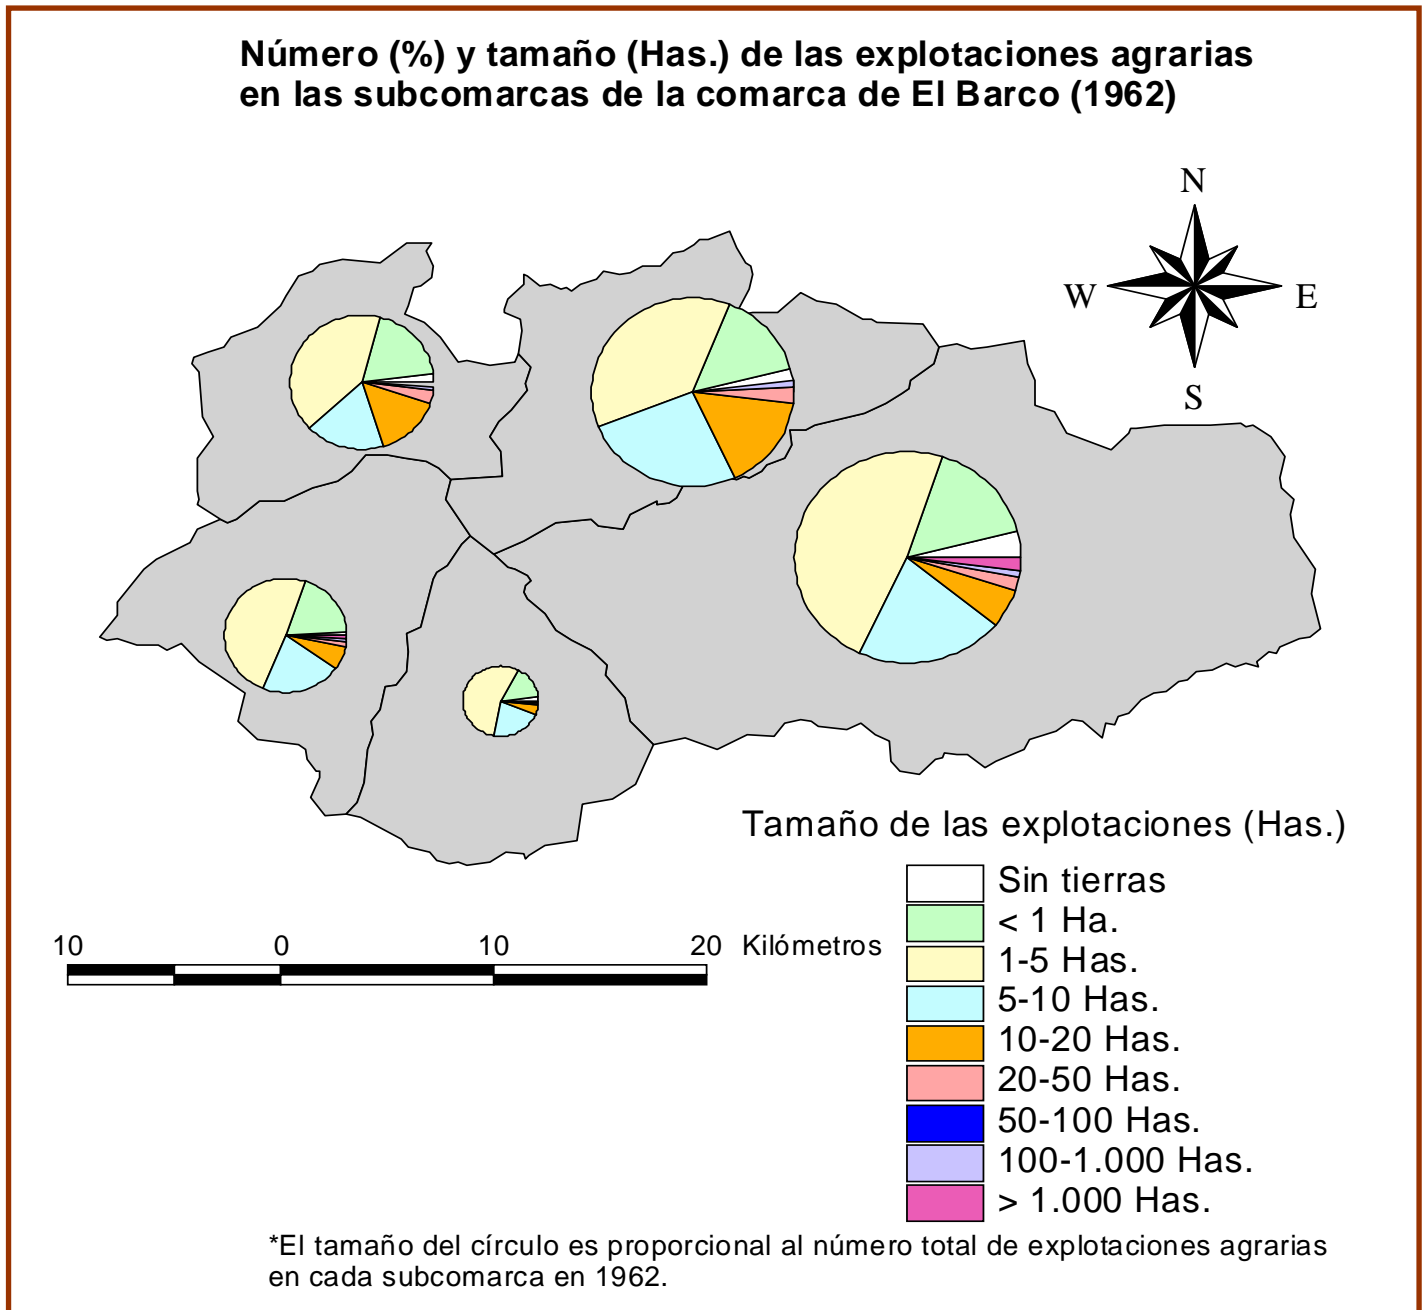 Número (%) y tamaño (Has.) de las explotaciones agrarias
en las subcomarcas de la comarca de El Barco (1962)
N
W
E
S
Tamaño de las explotaciones (Has.)
Sin tierras
< 1 Ha.
1-5 Has.
5-10 Has.
10-20 Has.
20-50 Has.
50-100 Has.
100-1.000 Has.
> 1.000 Has.
10 0 10 20 Kilómetros
*El tamaño del círculo es proporcional al número total de explotaciones agrarias
en cada subcomarca en 1962.